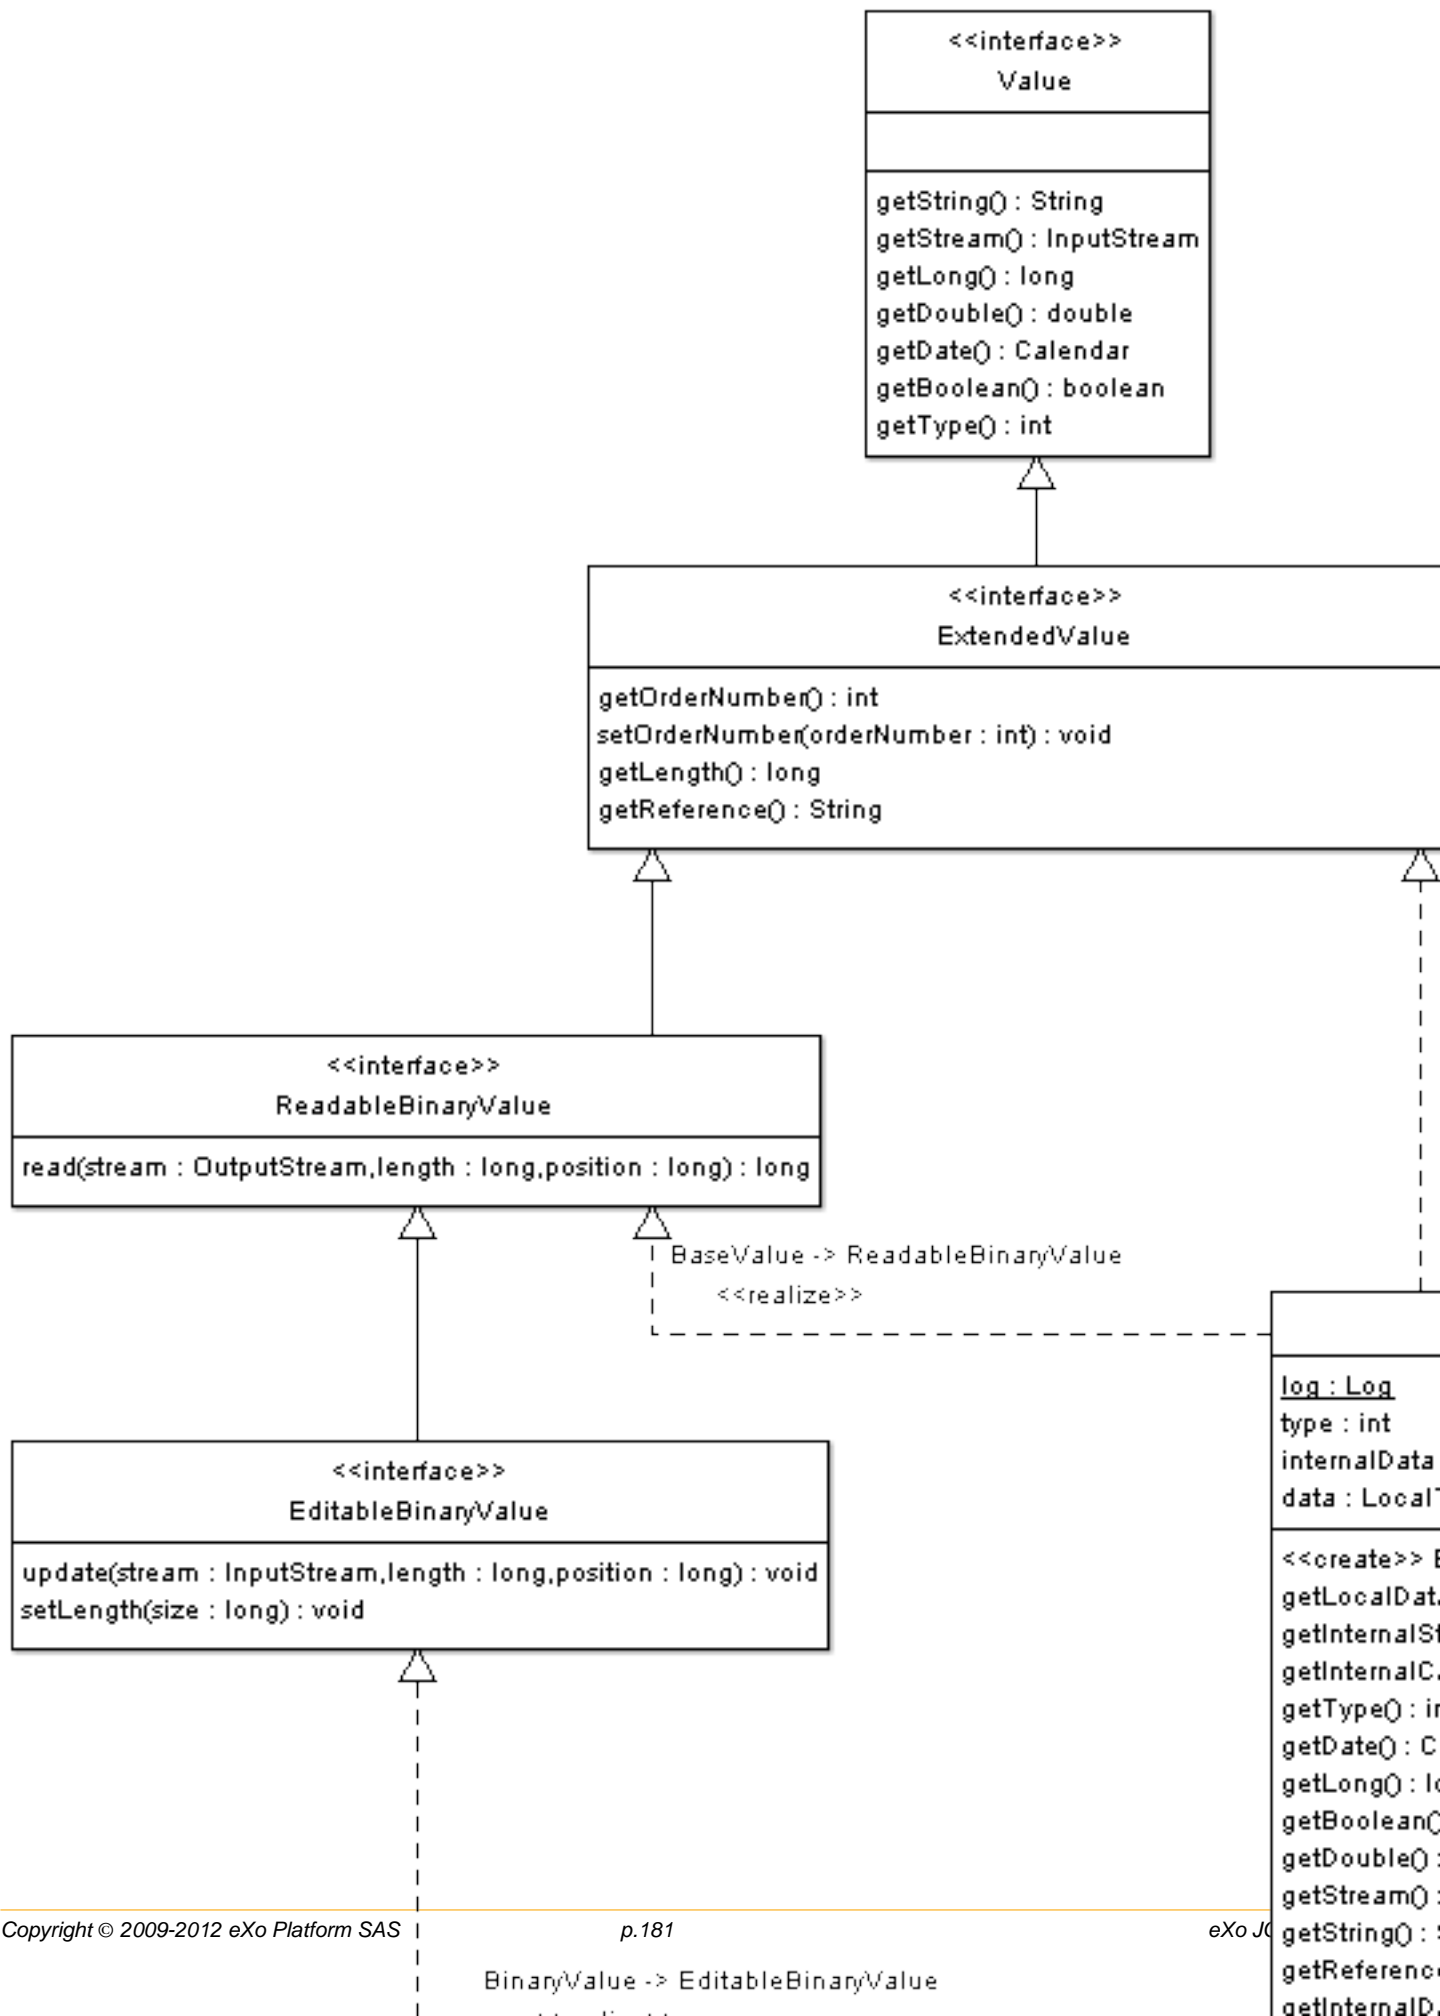 <<interface>>
Value
getString() : String
getStream() : InputStream
getLong() : long
getDouble() : double
getDate() : Calendar
getBoolean() : boolean
getType() : int
<<interface>>
ExtendedValue
getOrderNumber() : int
setOrderNumber(orderNumber : int) : void
getLength() : long
getReference() : String
<<interface>>
ReadableBinaryValue
read(stream : OutputStream,length : long,position : long) : long
BaseValue -> ReadableBinaryValue
<<realize>>
<<interface>>
EditableBinaryValue
update(stream : InputStream,length : long,position : long) : void
setLength(size : long) : void
log : Log
type : int
internalData
data :
<<create>>
getType() :
getDate() :
getLong() :
getBoolean()
getDouble() :
getStream() :
getString() :
Copyright © 2009-2012 eXo Platform SAS
p.181
eXo
BinaryValue -> EditableBinaryValue